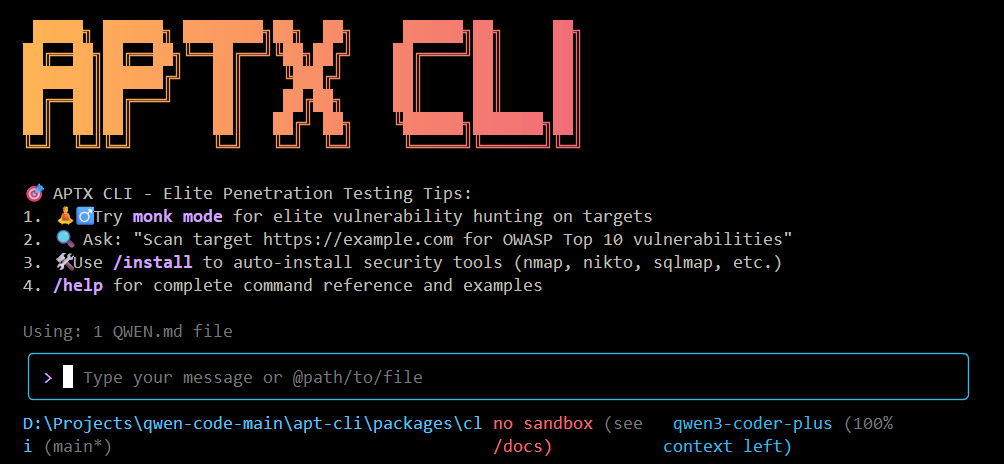 APTX CLI
APTX CLI - Elite Penetration Testing Tips:
1. Try monk mode for elite vulnerability hunting on targets
2. Ask: "Scan target https://example.com for OWASP Top 10 vulnerabilities"
3. Use /install to auto-install security tools (nmap, nikto, sqlmap, etc.)
4. /help for complete command reference and examples
Using: 1 QWEN.md file
> Type your message or @path/to/file
D:\Projects\qwen-code-main\apt-cli\packages\cl no sandbox (see qwen3-coder-plus (100%
i (main*) /docs) context left)